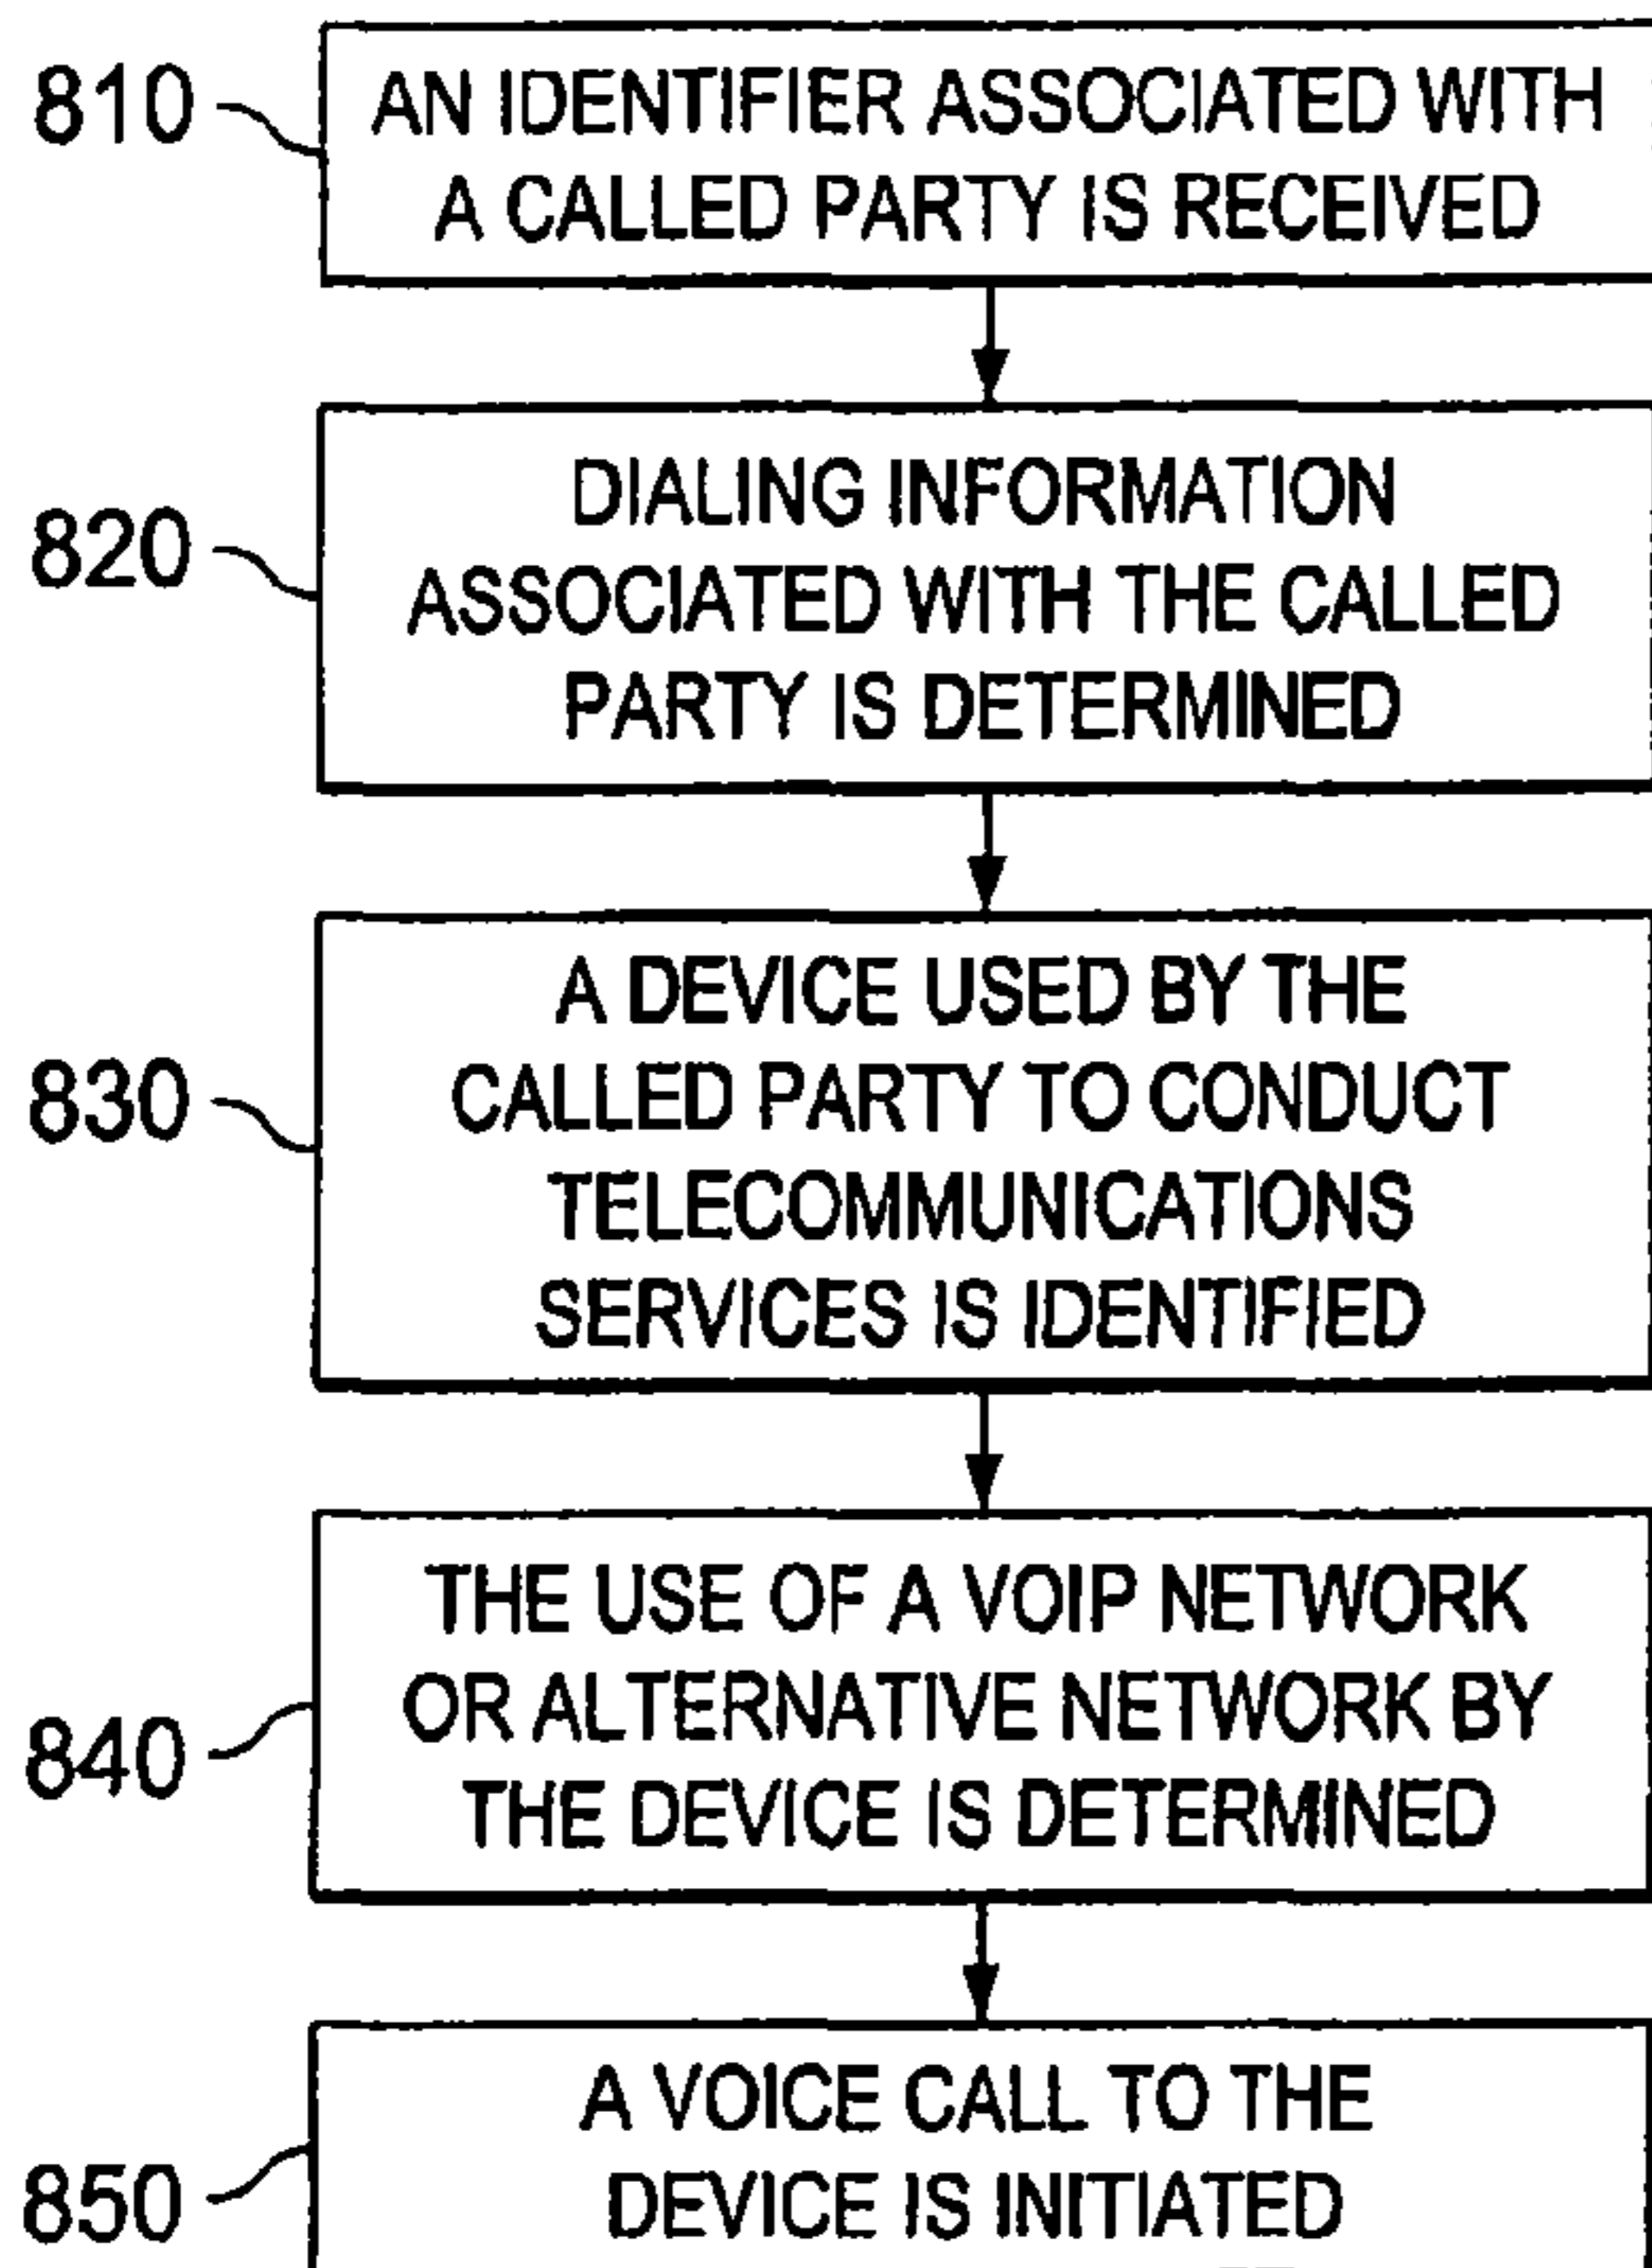 810
AN IDENTIFIER ASSOCIATED WITH
A CALLED PARTY IS RECEIVED
820
DIALING INFORMATION
ASSOCIATED WITH THE CALLED
PARTY IS DETERMINED
830
A DEVICE USED BY THE
CALLED PARTY TO CONDUCT
TELECOMMUNICATIONS
SERVICES IS IDENTIFIED
840
THE USE OF A VOIP NETWORK
OR ALTERNATIVE NETWORK BY
THE DEVICE IS DETERMINED
850
A VOICE CALL TO THE
DEVICE IS INITIATED